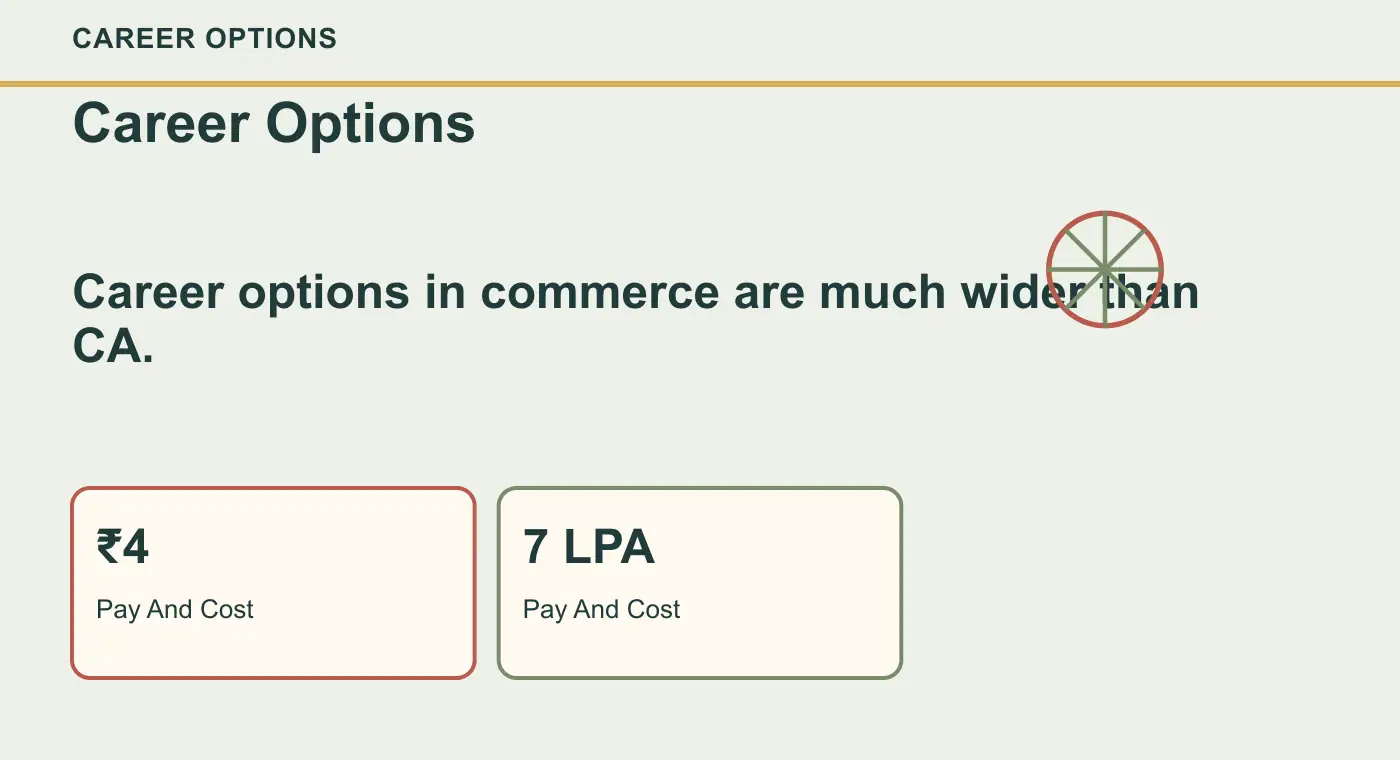 CAREER OPTIONS
Career Options
Career options in commerce are much wider than
CA.
₹4
Pay And Cost
7 LPA
Pay And Cost